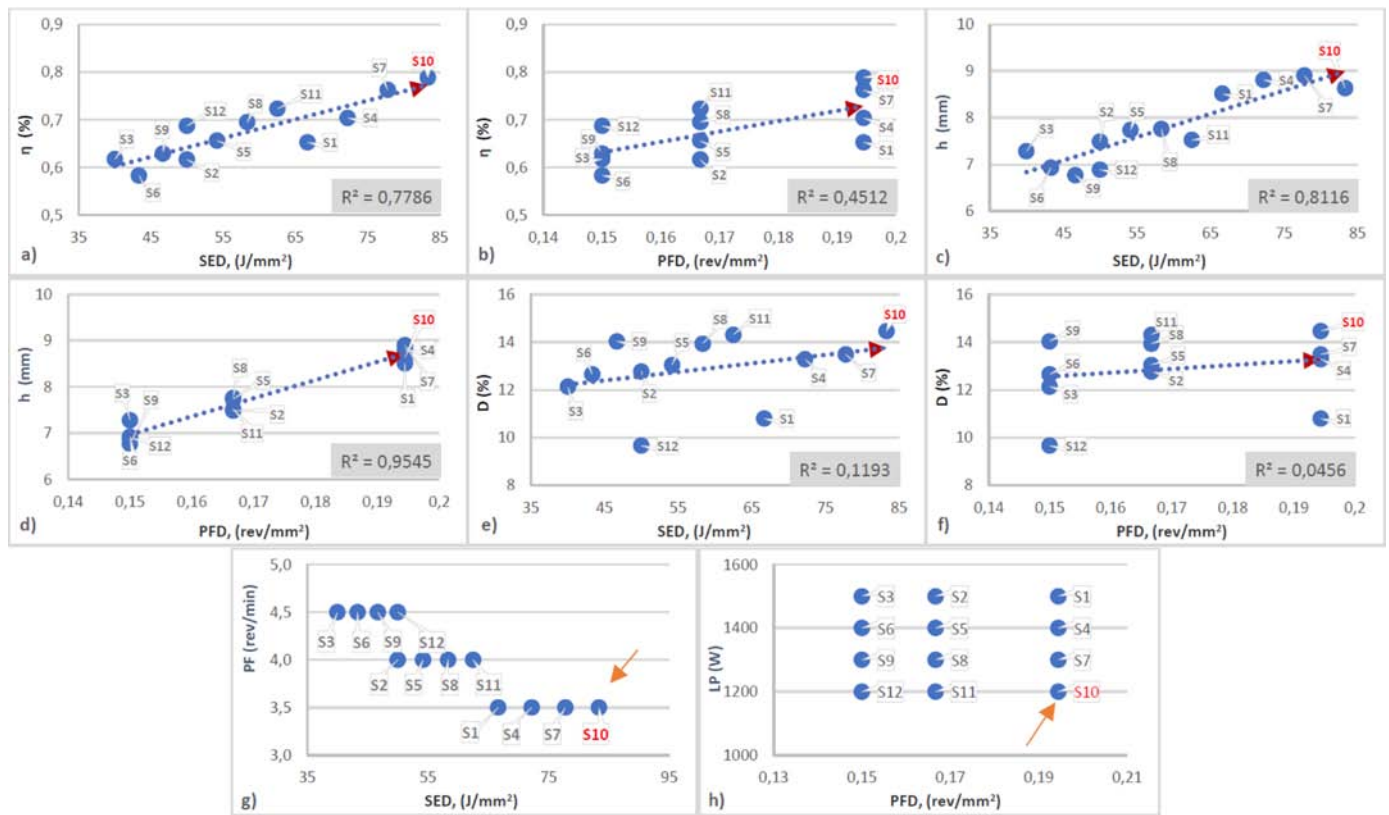 0,9
0,8
0,7
0,6
0,5
η (%)
S3
S6
S9
S12
S2
S5
S8
S11
S1
S4
S7
S10
R² = 0,7786
35 45 55 65 75 85
a) SED, (J/mm²)
0,9
0,8
0,7
0,6
0,5
η (%)
S12
S9
S3
S6
S11
S8
S5
S2
S10
S7
S4
S1
R² = 0,4512
0,14 0,15 0,16 0,17 0,18 0,19 0,2
b) PFD, (rev/mm²)
10
9
8
7
6
h (mm)
S3
S6
S9
S2
S12
S5
S8
S11
S1
S4
S7
S10
R² = 0,8116
35 45 55 65 75 85
c) SED, (J/mm²)
10
9
8
7
6
h (mm)
S3
S9
S12
S6
S8
S5
S2
S11
S10
S4
S7
S1
R² = 0,9545
0,14 0,15 0,16 0,17 0,18 0,19 0,2
d) PFD, (rev/mm²)
16
14
12
10
8
D (%)
S6
S3
S9
S2
S12
S5
S8
S11
S1
S4
S7
S10
R² = 0,1193
35 45 55 65 75 85
e) SED, (J/mm²)
16
14
12
10
8
D (%)
S9
S6
S3
S12
S11
S8
S5
S2
S10
S7
S4
S1
R² = 0,0456
0,14 0,15 0,16 0,17 0,18 0,19 0,2
f) PFD, (rev/mm²)
5,0
4,5
4,0
3,5
3,0
PF (rev/min)
S3 S6 S9 S12
S2 S5 S8 S11
S1 S4 S7 S10
35 55 75 95
g) SED, (J/mm²)
1600
1400
1200
1000
LP (W)
S3 S2 S1
S6 S5 S4
S9 S8 S7
S12 S11 S10
0,13 0,15 0,17 0,19 0,21
h) PFD, (rev/mm²)